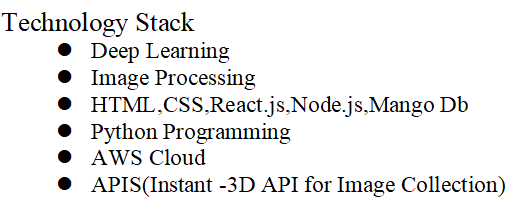 Technology Stack
● Deep Learning
● Image Processing
● HTML,CSS,React.js,Node.js,Mango Db
● Python Programming
● AWS Cloud
● APIS(Instant -3D API for Image Collection)